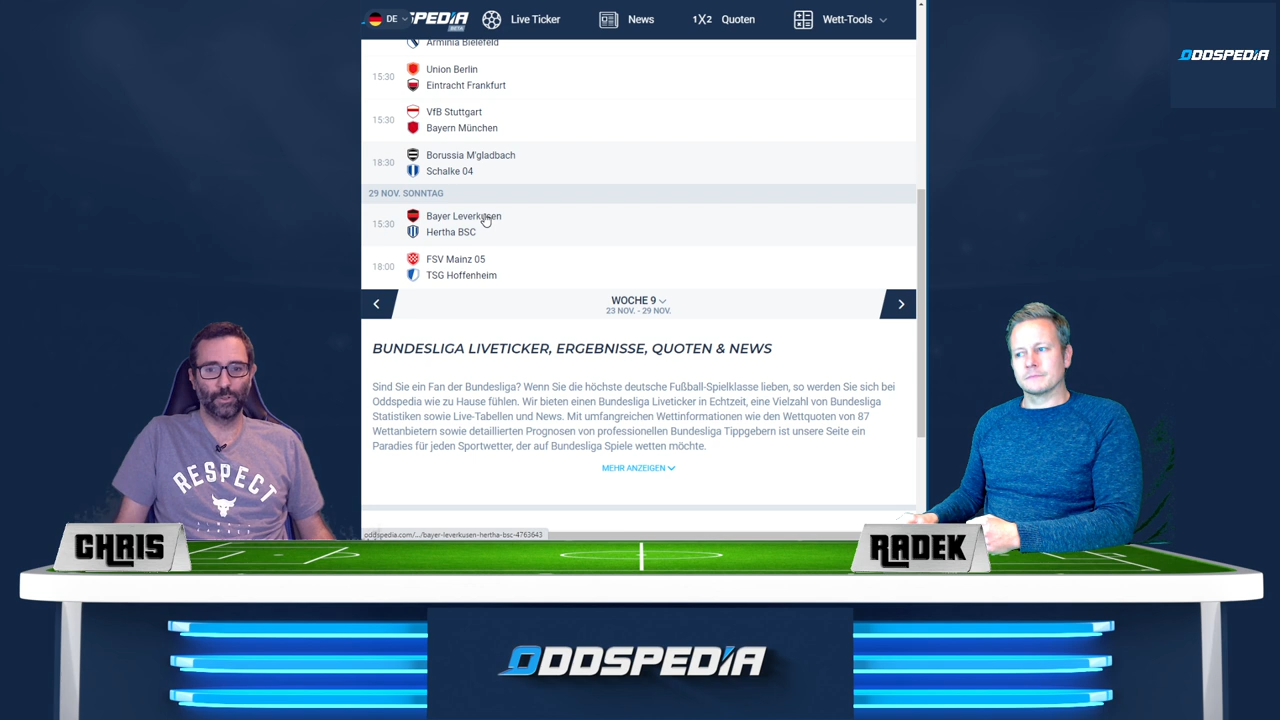 DE
PEDIA
BETA
Live Ticker
News
1X2 Quoten
Wett-Tools
ODDSPEDIA
Arminia Bielefeld
15:30
Union Berlin
Eintracht Frankfurt
15:30
VfB Stuttgart
Bayern München
18:30
Borussia M'gladbach
Schalke 04
29 NOV. SONNTAG
15:30
Bayer Leverkusen
Hertha BSC
18:00
FSV Mainz 05
TSG Hoffenheim
WOCHE 9
23 NOV. - 29 NOV.
BUNDESLIGA LIVETICKER, ERGEBNISSE, QUOTEN & NEWS
Sind Sie ein Fan der Bundesliga? Wenn Sie die höchste deutsche Fußball-Spielklasse lieben, so werden Sie sich bei
Oddspedia wie zu Hause fühlen. Wir bieten einen Bundesliga Liveticker in Echtzeit, eine Vielzahl von Bundesliga
Statistiken sowie Live-Tabellen und News. Mit umfangreichen Wettinformationen wie den Wettquoten von 87
Wettanbietern sowie detaillierten Prognosen von professionellen Bundesliga Tippgebern ist unsere Seite ein
Paradies für jeden Sportwetter, der auf Bundesliga Spiele wetten möchte.
MEHR ANZEIGEN
oddspedia.com/.../bayer-leverkusen-hertha-bsc-4763643
RESPECT
CHRIS
RADEK
ODDSPEDIA